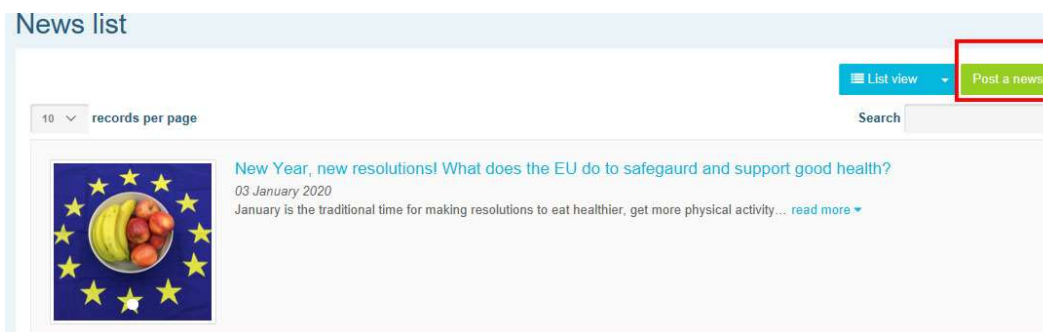 News list
List view
Post a news
10 records per page
Search
New Year, new resolutions! What does the EU do to safegaurd and support good health?
03 January 2020
January is the traditional time for making resolutions to eat healthier, get more physical activity... read more